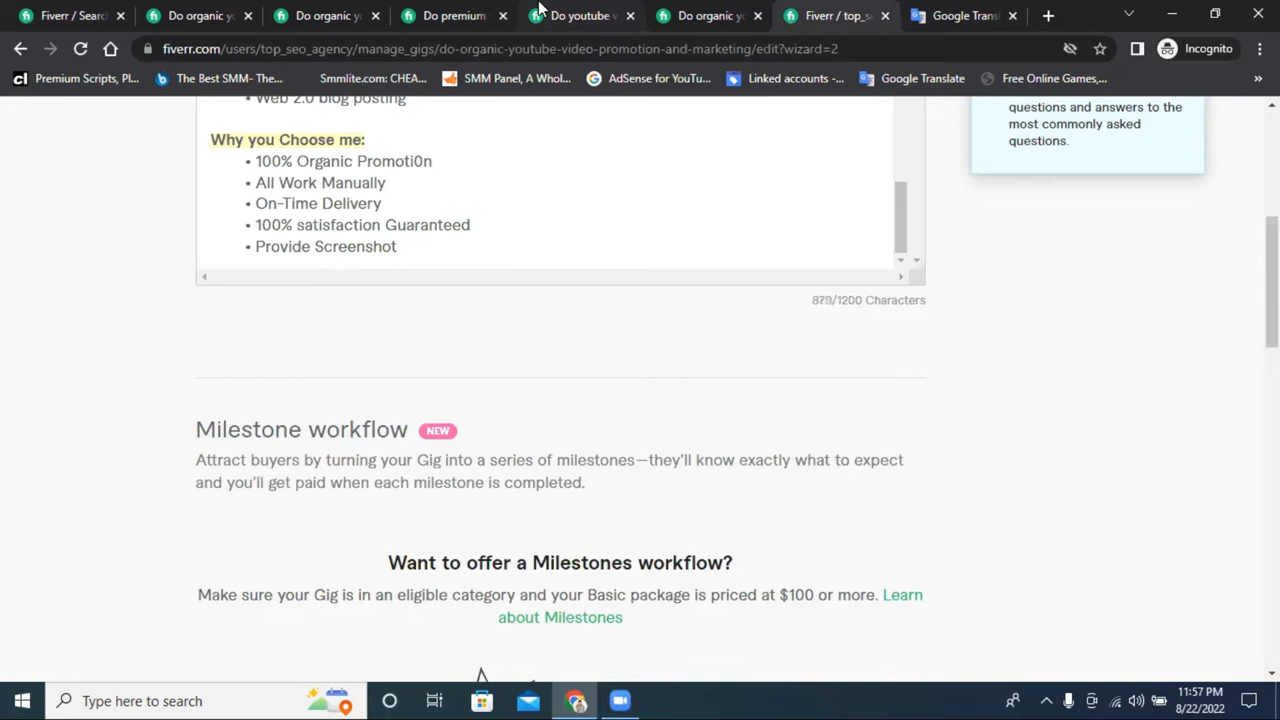 Fiverr / Searc
Do organic yo
Do organic yo
Do premium
Do youtube v
Do organic yo
Fiverr / top_se
Google Transl
fiverr.com/users/top_seo_agency/manage_gigs/do-organic-youtube-video-promotion-and-marketing/edit?wizard=2
Incognito
Premium Scripts, Pl...
The Best SMM- The...
Smmlite.com: CHEA...
SMM Panel, A Whol...
AdSense for YouTu...
Linked accounts -...
Google Translate
Free Online Games,...
• Web 2.0 blog posting
Why you Choose me:
• 100% Organic Promoti0n
• All Work Manually
• On-Time Delivery
• 100% satisfaction Guaranteed
• Provide Screenshot
questions and answers to the
most commonly asked
questions.
879/1200 Characters
Milestone workflow NEW
Attract buyers by turning your Gig into a series of milestones—they'll know exactly what to expect
and you'll get paid when each milestone is completed.
Want to offer a Milestones workflow?
Make sure your Gig is in an eligible category and your Basic package is priced at $100 or more. Learn
about Milestones
Type here to search
11:57 PM
8/22/2022